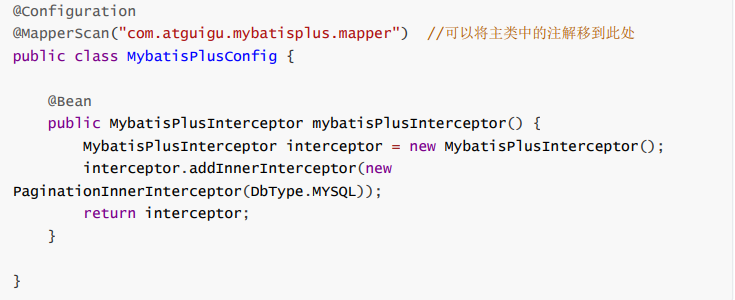 @Configuration
@MapperScan("com.atguigu.mybatisplus.mapper")  //可以将主类中的注解移到此处
public class MybatisPlusConfig {
    @Bean
    public MybatisPlusInterceptor mybatisPlusInterceptor() {
        MybatisPlusInterceptor interceptor = new MybatisPlusInterceptor();
        interceptor.addInnerInterceptor(new
PaginationInnerInterceptor(DbType.MYSQL));
        return interceptor;
    }
}